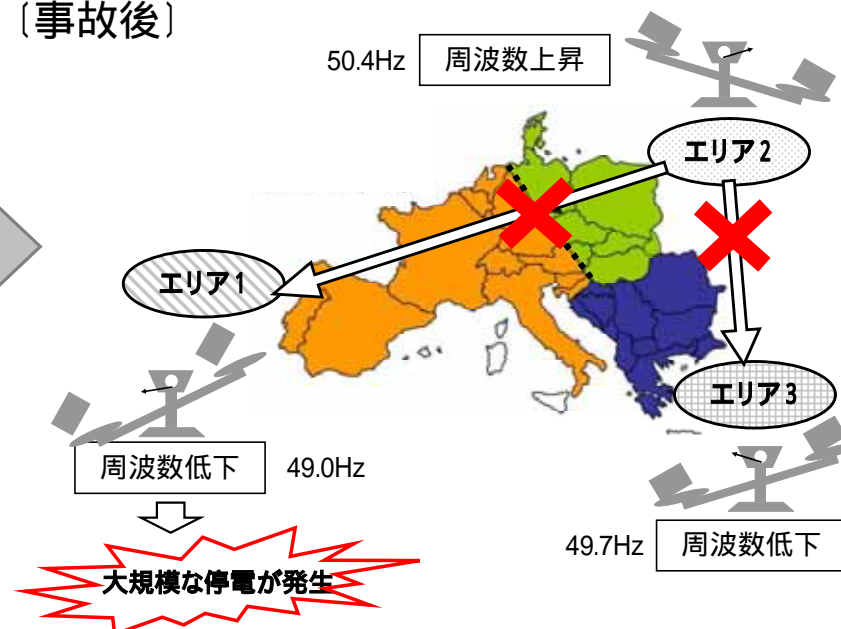 〔事故後〕
50.4Hz
周波数上昇
エリア2
エリア1
エリア3
周波数低下
49.0Hz
49.7Hz
周波数低下
大規模な停電が発生